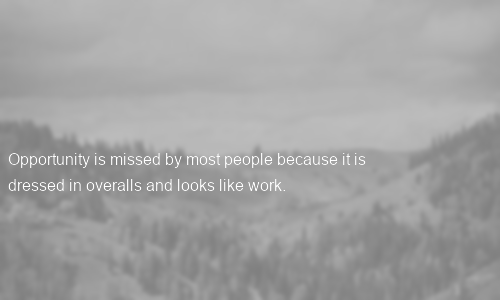 Opportunity is missed by most people because it is
dressed in overalls and looks like work.